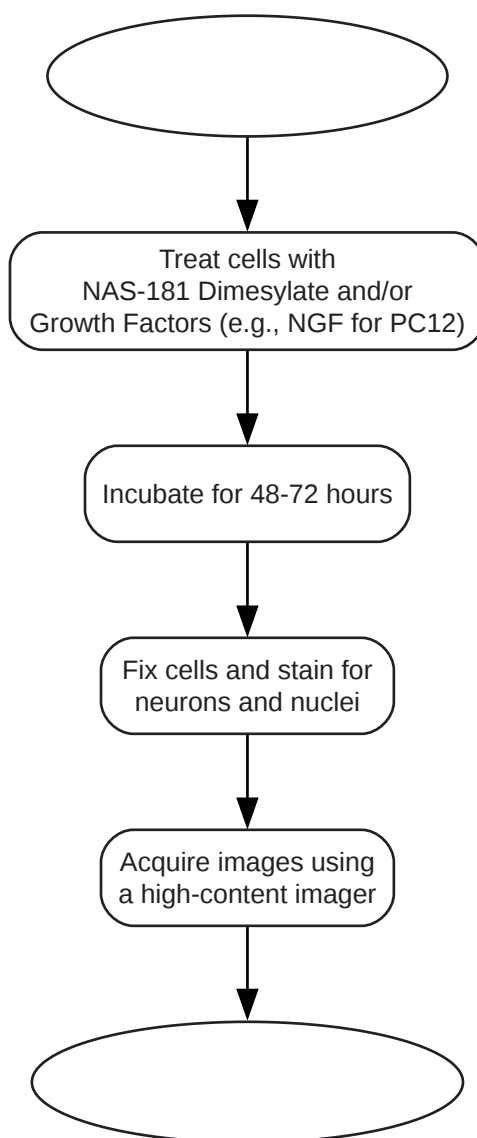 Treat cells with
NAS-181 Dimesylate and/or
Growth Factors (e.g., NGF for PC12)
Incubate for 48-72 hours
Fix cells and stain for
neurons and nuclei
Acquire images using
a high-content imager